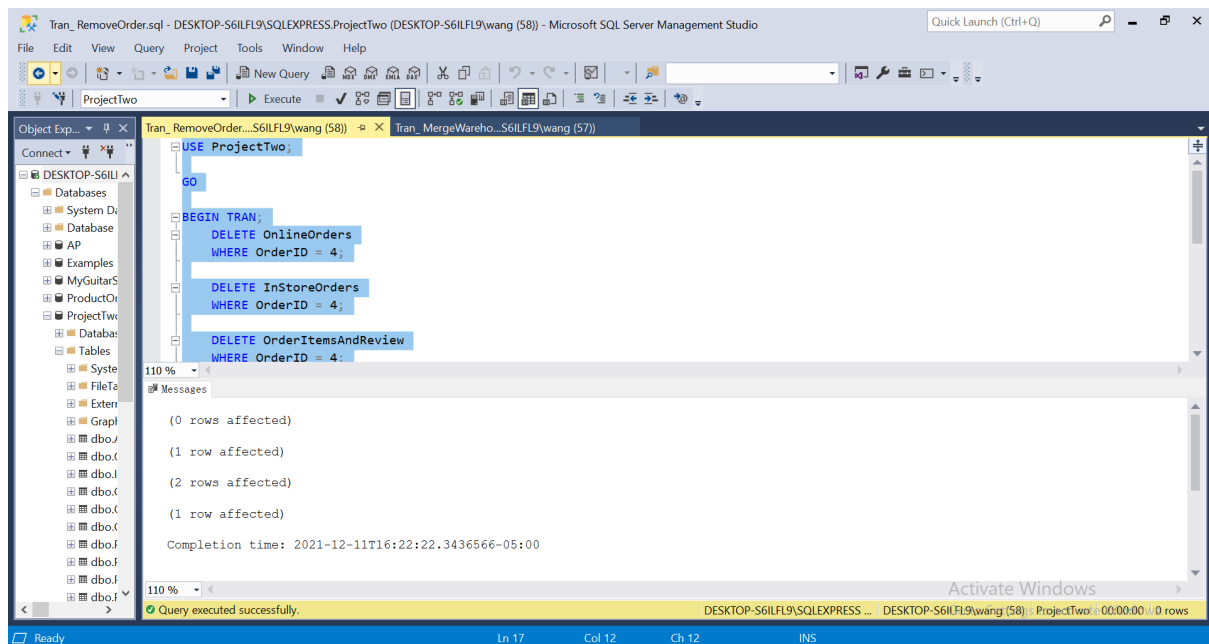 Tran_ RemoveOrder.sql - DESKTOP-S6ILFL9\SQLEXPRESS.ProjectTwo (DESKTOP-S6ILFL9\wang (58)) - Microsoft SQL Server Management Studio
Quick Launch (Ctrl+Q)
File Edit View Query Project Tools Window Help
New Query
ProjectTwo
Execute
Object Exp...
Tran_ RemoveOrder....S6ILFL9\wang (58))
Tran_ MergeWareho...S6ILFL9\wang (57))
Connect
DESKTOP-S6ILI
Databases
System Da
Database
AP
Examples
MyGuitarS
ProductOr
ProjectTwo
Databas
Tables
Syste
FileTa
Extern
Graph
dbo.A
dbo.C
dbo.I
dbo.C
dbo.C
dbo.C
dbo.F
dbo.F
dbo.F
dbo.F
USE ProjectTwo;
GO
BEGIN TRAN;
DELETE OnlineOrders
WHERE OrderID = 4;
DELETE InStoreOrders
WHERE OrderID = 4;
DELETE OrderItemsAndReview
WHERE OrderID = 4;
110 %
Messages
(0 rows affected)
(1 row affected)
(2 rows affected)
(1 row affected)
Completion time: 2021-12-11T16:22:22.3436566-05:00
110 %
Activate Windows
Query executed successfully.
DESKTOP-S6ILFL9\SQLEXPRESS ... DESKTOP-S6ILFL9\wang (58) ProjectTwo 00:00:00 0 rows
Ready Ln 17 Col 12 Ch 12 INS